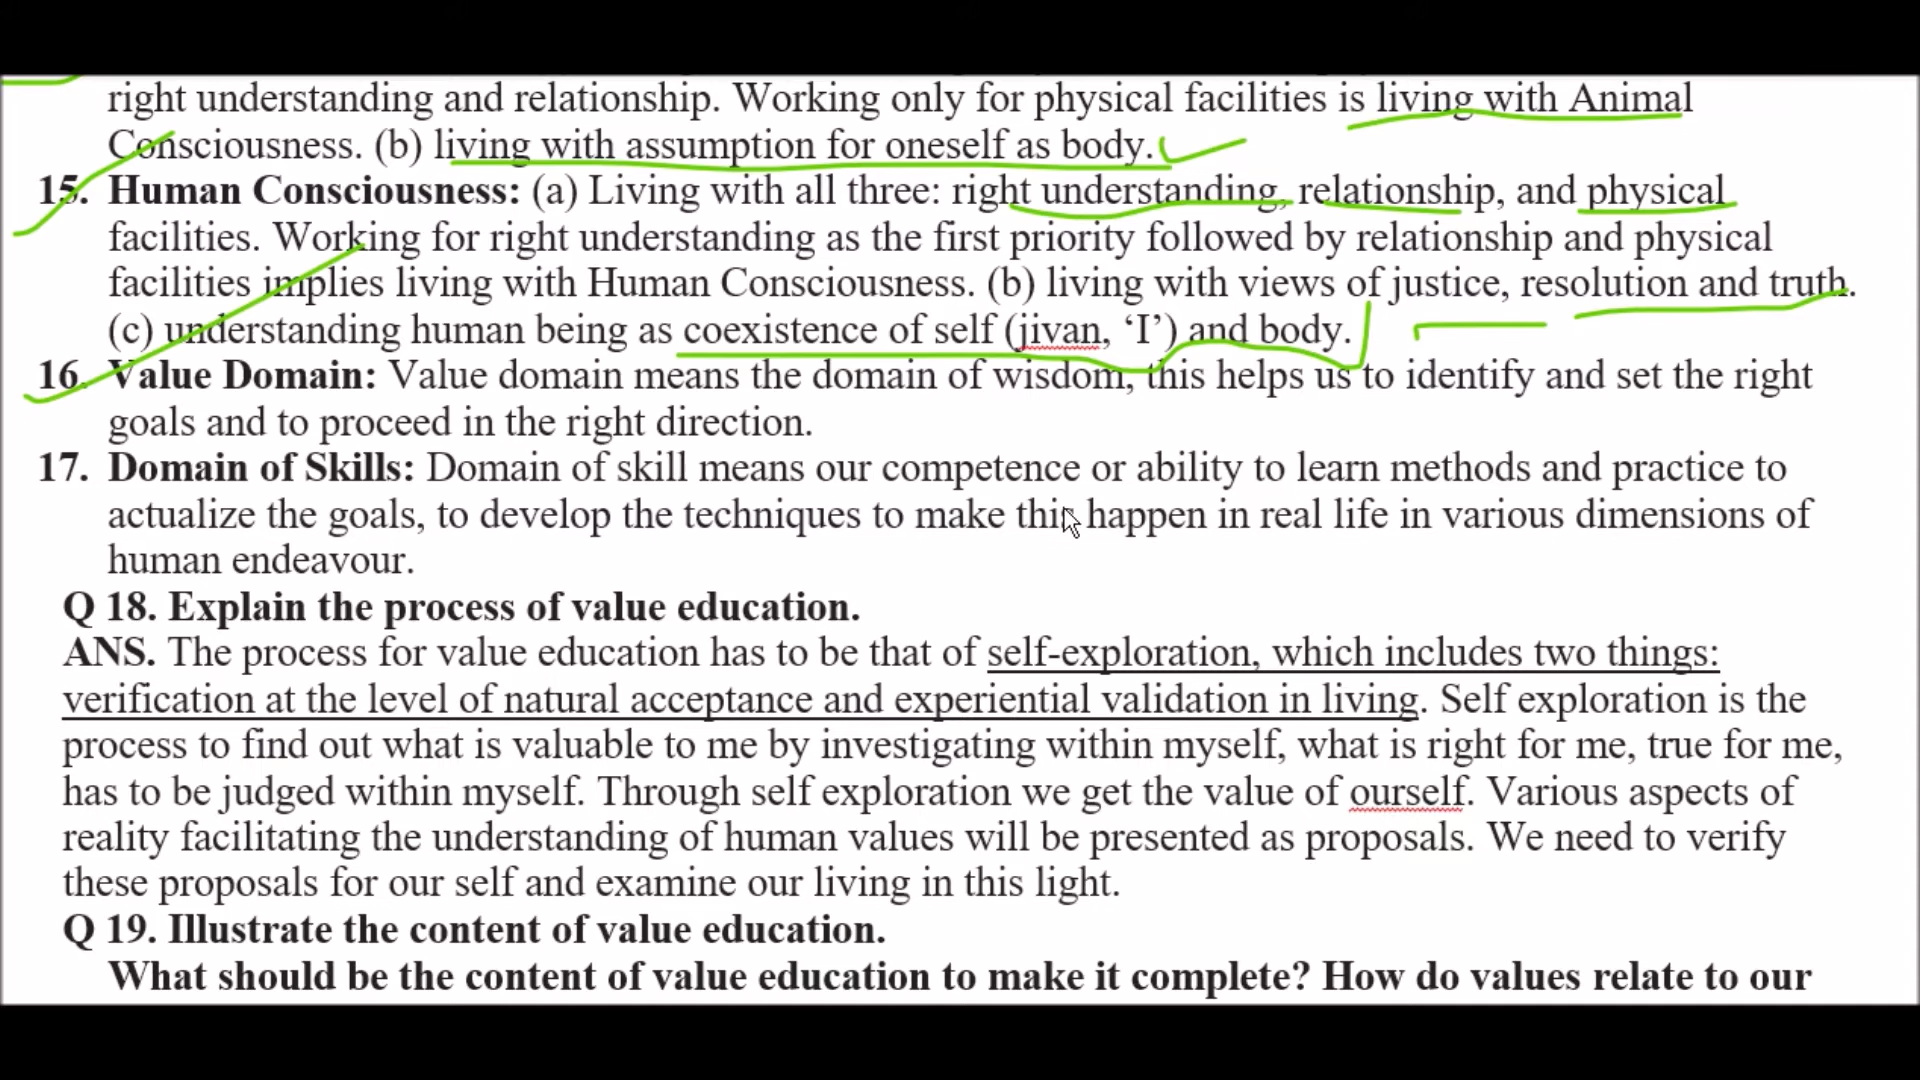 right understanding and relationship. Working only for physical facilities is living with Animal
Consciousness. (b) living with assumption for oneself as body.
15. Human Consciousness: (a) Living with all three: right understanding, relationship, and physical
facilities. Working for right understanding as the first priority followed by relationship and physical
facilities implies living with Human Consciousness. (b) living with views of justice, resolution and truth.
(c) understanding human being as coexistence of self (jivan, ‘I’) and body.
16. Value Domain: Value domain means the domain of wisdom, this helps us to identify and set the right
goals and to proceed in the right direction.
17. Domain of Skills: Domain of skill means our competence or ability to learn methods and practice to
actualize the goals, to develop the techniques to make this happen in real life in various dimensions of
human endeavour.
Q 18. Explain the process of value education.
ANS. The process for value education has to be that of self-exploration, which includes two things:
verification at the level of natural acceptance and experiential validation in living. Self exploration is the
process to find out what is valuable to me by investigating within myself, what is right for me, true for me,
has to be judged within myself. Through self exploration we get the value of ourself. Various aspects of
reality facilitating the understanding of human values will be presented as proposals. We need to verify
these proposals for our self and examine our living in this light.
Q 19. Illustrate the content of value education.
What should be the content of value education to make it complete? How do values relate to our